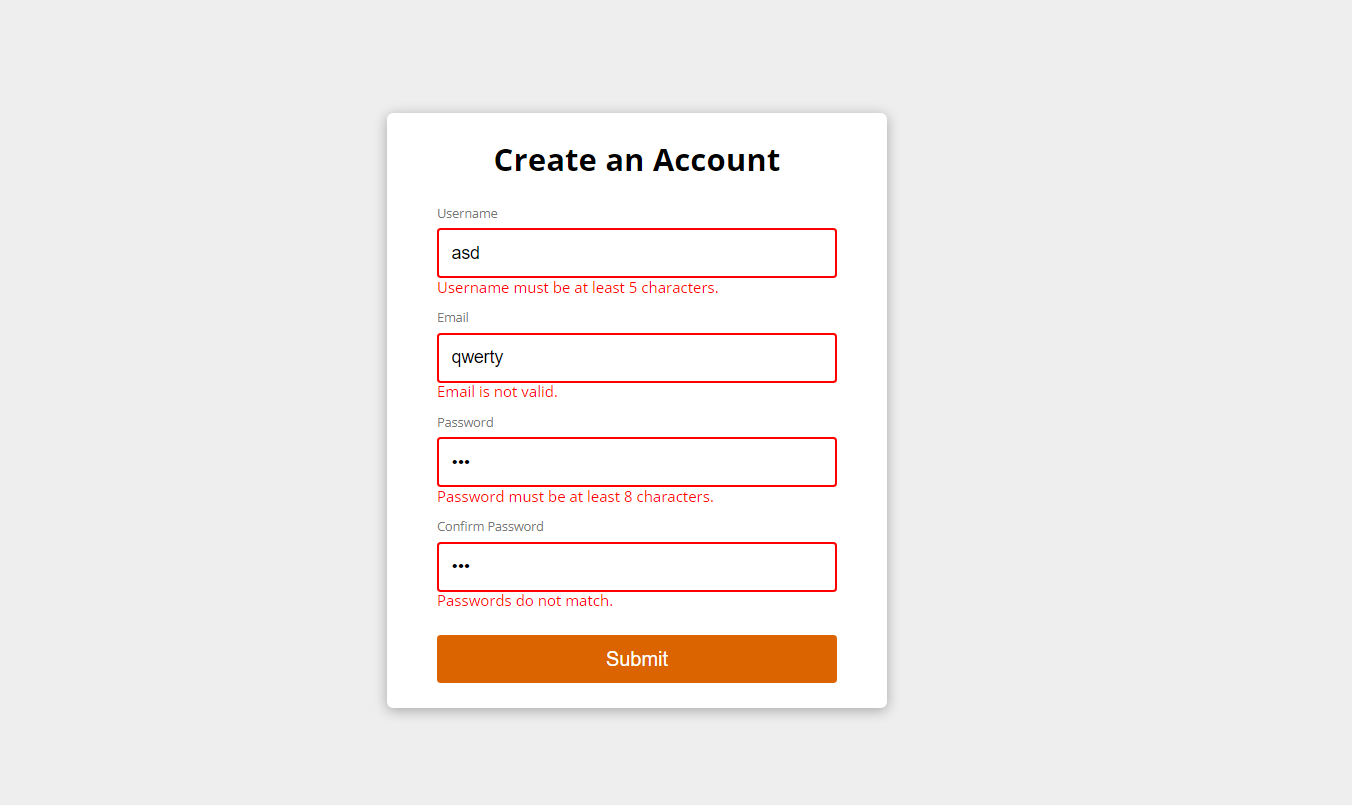 Create an Account
Username
asd
Username must be at least 5 characters.
Email
qwerty
Email is not valid.
Password
•••
Password must be at least 8 characters.
Confirm Password
•••
Passwords do not match.
Submit